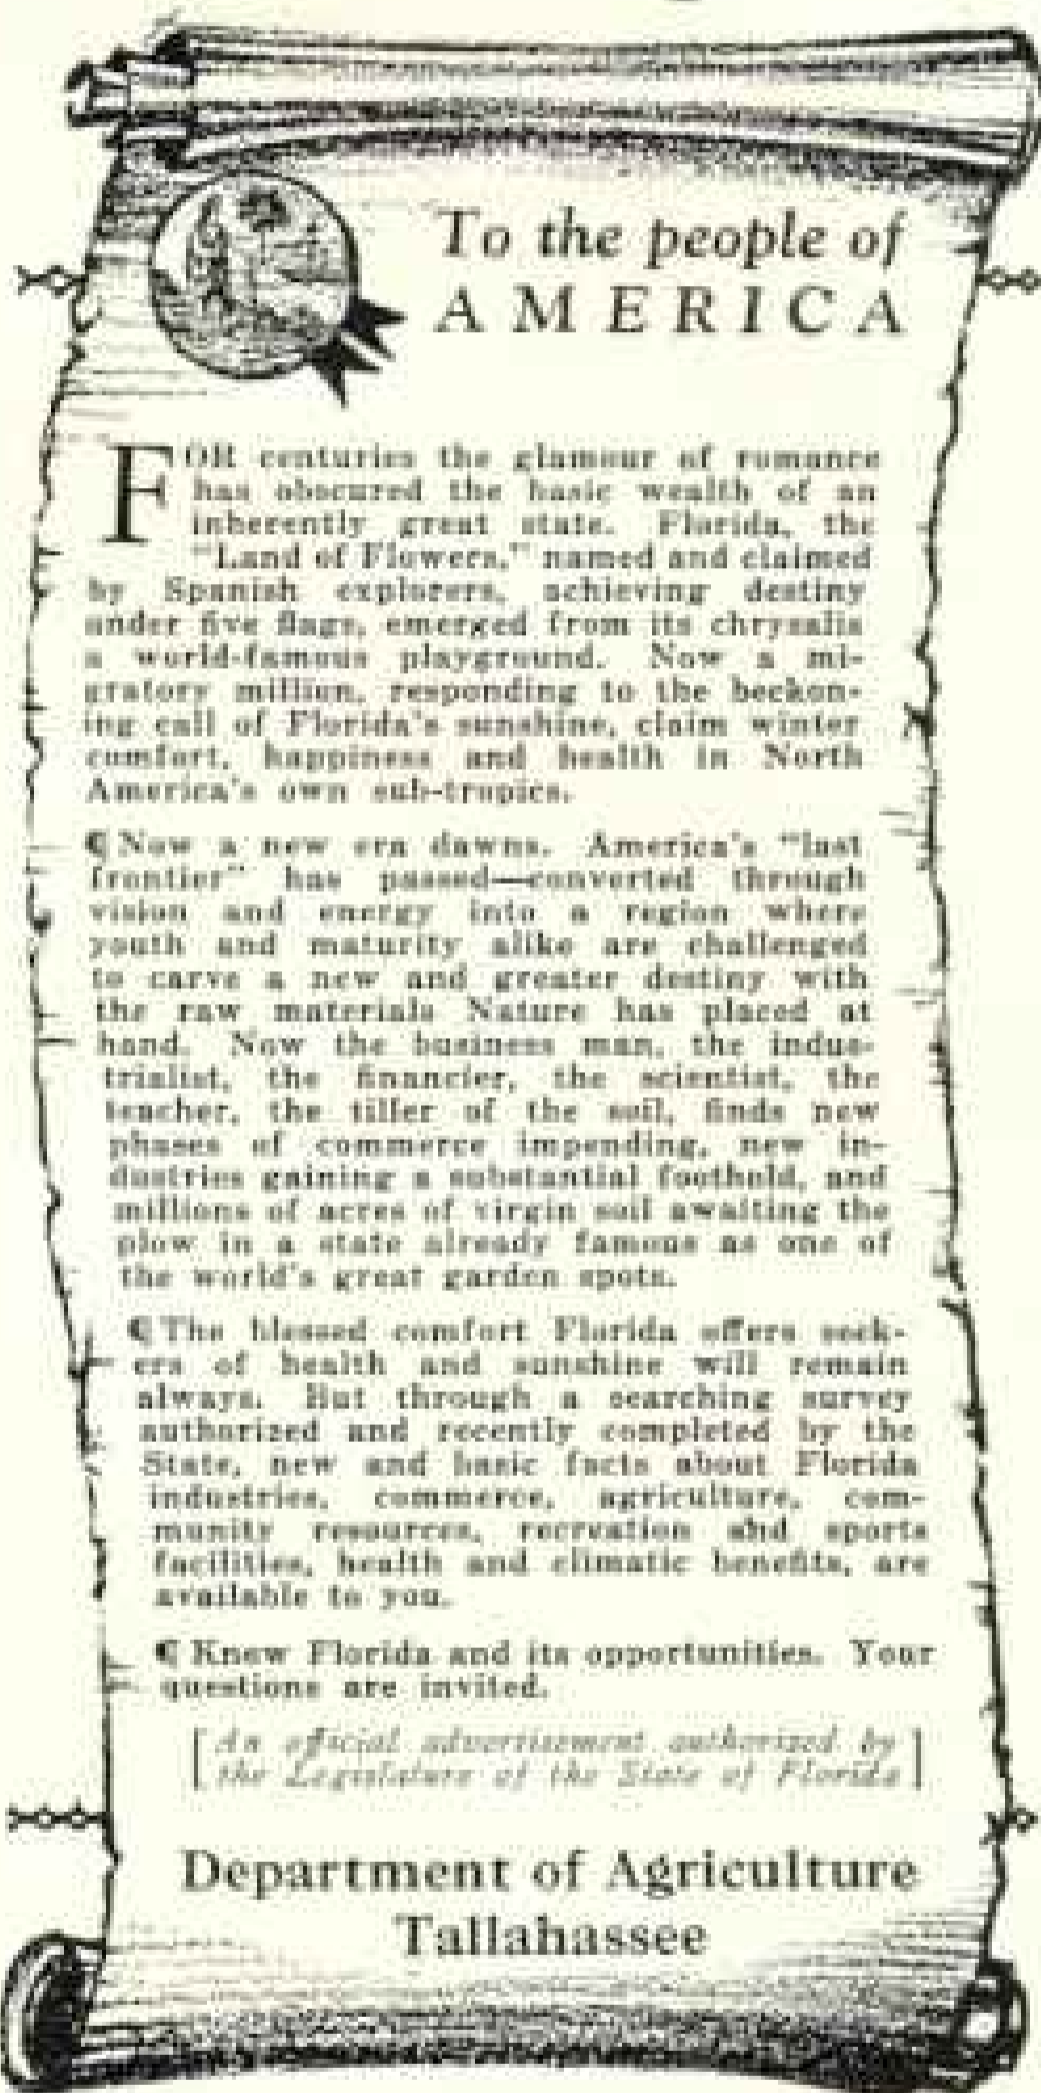 To the people of
AMERICA
FOR centuries the glamour of romance
has obscured the basic wealth of an
inherently great state. Florida, the
"Land of Flowers," named and claimed
by Spanish explorers, achieving destiny
under five flags, emerged from its chrysalis
a world-famous playground. Now a mi-
gratory million, responding to the beckon-
ing call of Florida's sunshine, claim winter
comfort, happiness and health in North
America's own sub-tropics.
¶ Now a new era dawns. America's "last
frontier" has passed—converted through
vision and energy into a region where
youth and maturity alike are challenged
to carve a new and greater destiny with
the raw materials Nature has placed at
hand. Now the business man, the indus-
trialist, the financier, the scientist, the
teacher, the tiller of the soil, finds new
phases of commerce impending, new in-
dustries gaining a substantial foothold, and
millions of acres of virgin soil awaiting the
plow in a state already famous as one of
the world's great garden spots.
¶ The blessed comfort Florida offers seek-
ers of health and sunshine will remain
always. But through a searching survey
authorized and recently completed by the
State, new and basic facts about Florida
industries, commerce, agriculture, com-
munity resources, recreation and sports
facilities, health and climatic benefits, are
available to you.
¶ Know Florida and its opportunities. Your
questions are invited.
[An official advertisement authorized by
the Legislature of the State of Florida]
Department of Agriculture
Tallahassee